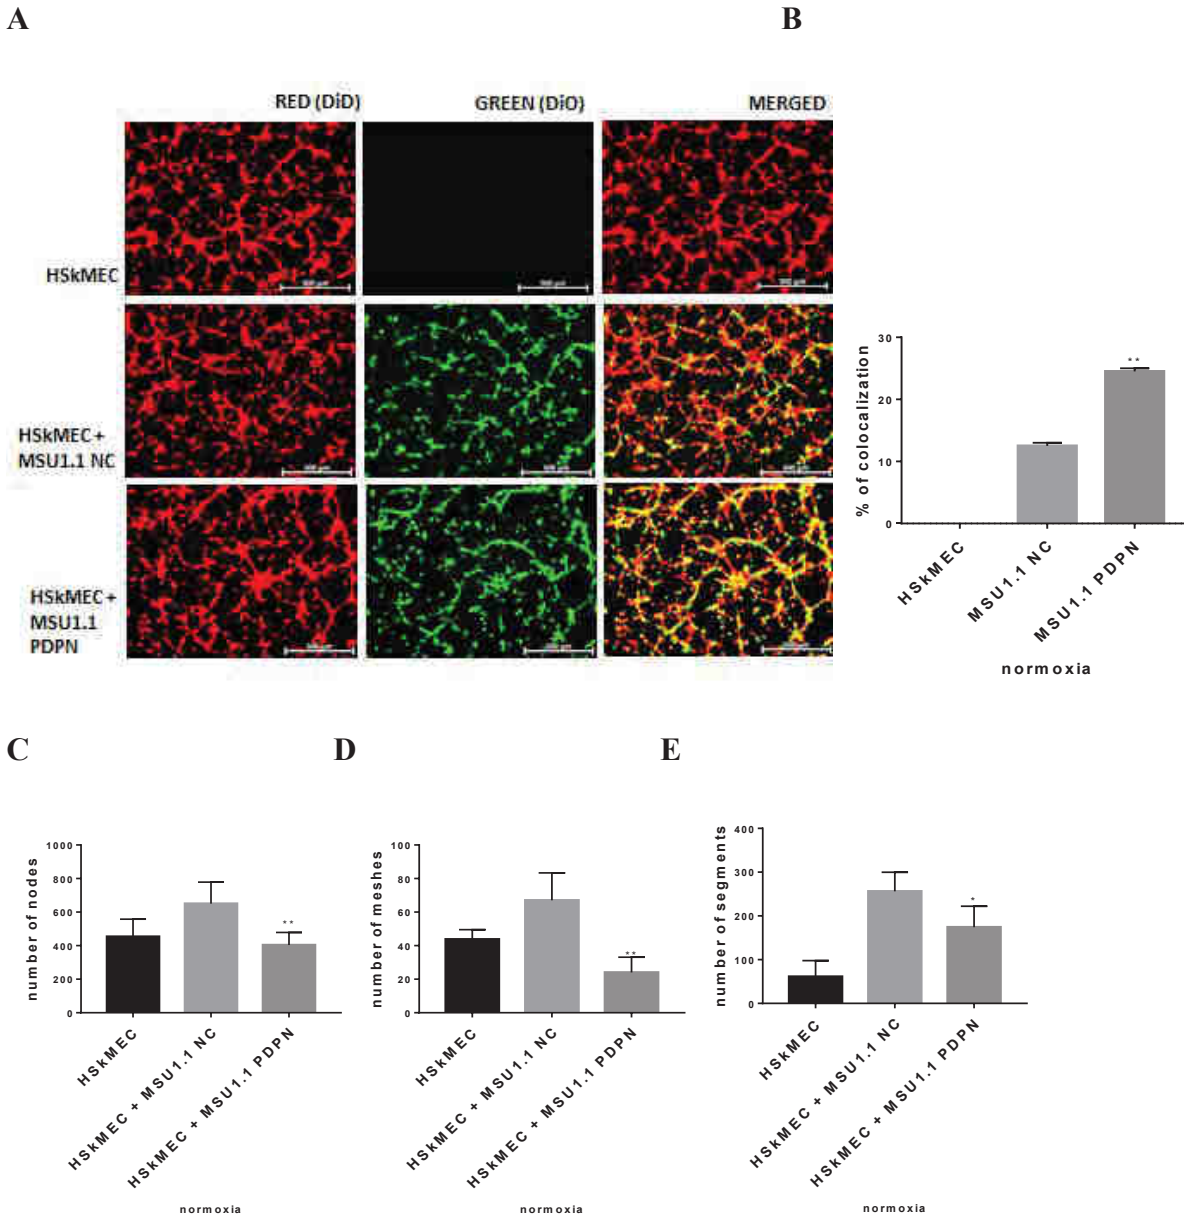 A
B
RED (DiD)
GREEN (DiO)
MERGED
HSkMEC
HSkMEC +
MSU1.1 NC
HSkMEC +
MSU1.1
PDPN
% of colocalization
30
20
10
0
**
HSkMEC
MSU1.1 NC
MSU1.1 PDPN
normoxia
C
D
E
number of nodes
1000
800
600
400
200
0
**
HSkMEC
HSkMEC + MSU1.1 NC
HSkMEC + MSU1.1 PDPN
normoxia
number of meshes
100
80
60
40
20
0
**
HSkMEC
HSkMEC + MSU1.1 NC
HSkMEC + MSU1.1 PDPN
normoxia
number of segments
400
300
200
100
0
*
HSkMEC
HSkMEC + MSU1.1 NC
HSkMEC + MSU1.1 PDPN
normoxia